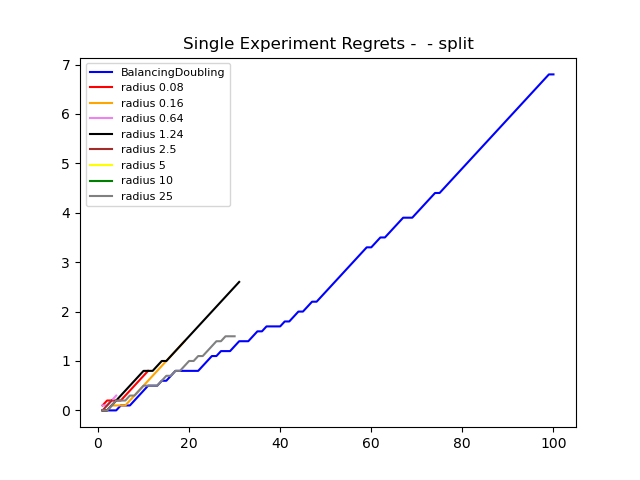 Single Experiment Regrets -  - split
7
6
5
4
3
2
1
0
BalancingDoubling
radius 0.08
radius 0.16
radius 0.64
radius 1.24
radius 2.5
radius 5
radius 10
radius 25
0 20 40 60 80 100